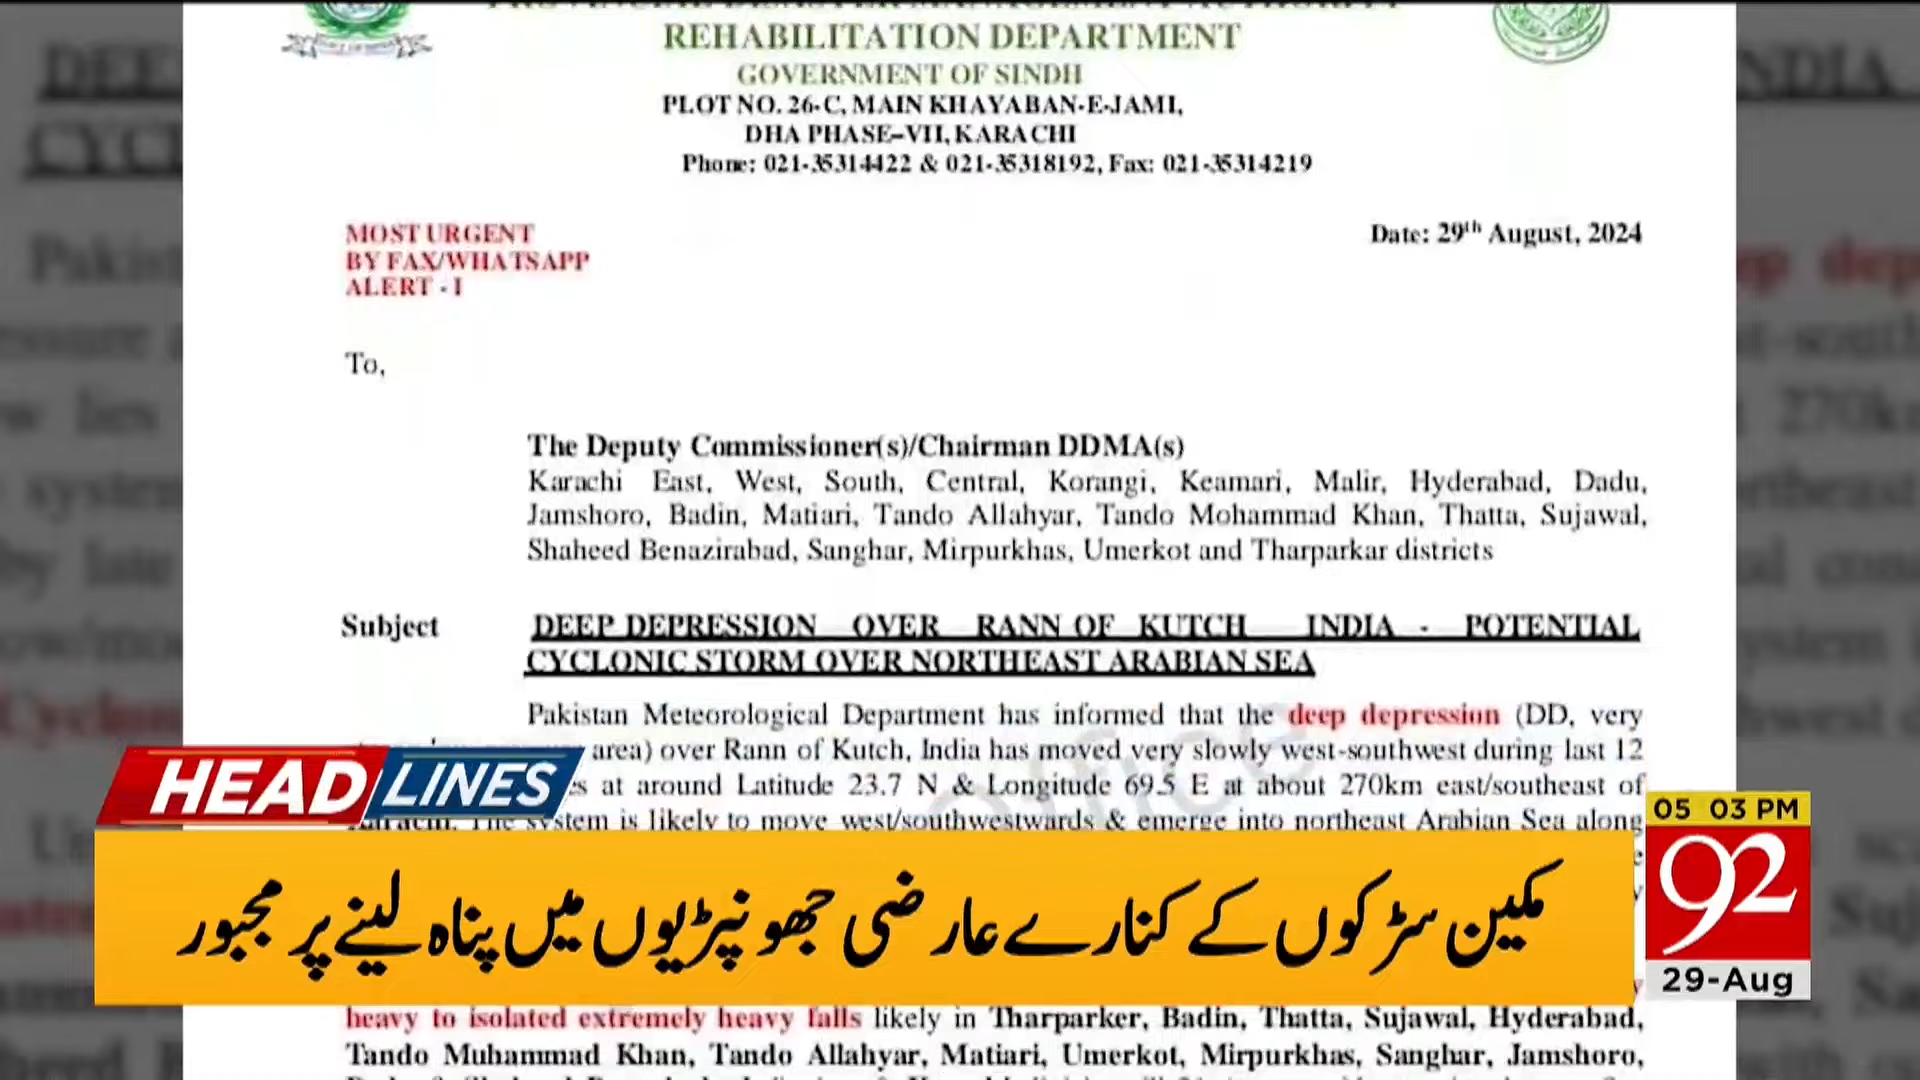 PROVINCIAL DISASTER MANAGEMENT AUTHORITY
REHABILITATION DEPARTMENT
GOVERNMENT OF SINDH
PLOT NO. 26-C, MAIN KHAYABAN-E-JAMI,
DHA PHASE–VII, KARACHI
Phone: 021-35314422 & 021-35318192, Fax: 021-35314219
MOST URGENT
BY FAX/WHATSAPP
ALERT - I
Date: 29th August, 2024
To,
The Deputy Commissioner(s)/Chairman DDMA(s)
Karachi East, West, South, Central, Korangi, Keamari, Malir, Hyderabad, Dadu,
Jamshoro, Badin, Matiari, Tando Allahyar, Tando Mohammad Khan, Thatta, Sujawal,
Shaheed Benazirabad, Sanghar, Mirpurkhas, Umerkot and Tharparkar districts
Subject DEEP DEPRESSION OVER RANN OF KUTCH INDIA - POTENTIAL
CYCLONIC STORM OVER NORTHEAST ARABIAN SEA
Pakistan Meteorological Department has informed that the deep depression (DD, very
area) over Rann of Kutch, India has moved very slowly west-southwest during last 12
at around Latitude 23.7 N & Longitude 69.5 E at about 270km east/southeast of
Karachi. The system is likely to move west/southwestwards & emerge into northeast Arabian Sea along
HEADLINES
05 03 PM
92
29-Aug
مکین سڑکوں کے کنارے عارضی جھونپڑیوں میں پناہ لینے پر مجبور
heavy to isolated extremely heavy falls likely in Tharparker, Badin, Thatta, Sujawal, Hyderabad,
Tando Muhammad Khan, Tando Allahyar, Matiari, Umerkot, Mirpurkhas, Sanghar, Jamshoro,